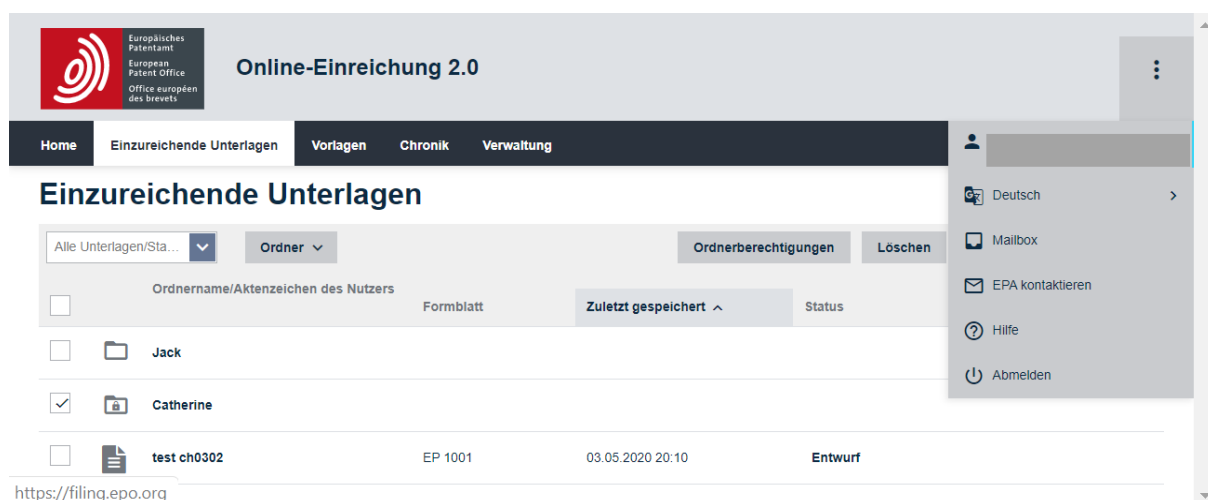 Europäisches
Patentamt
European
Patent Office
Office européen
des brevets
Online-Einreichung 2.0
Home Einzureichende Unterlagen Vorlagen Chronik Verwaltung
Einzureichende Unterlagen
Deutsch
Mailbox
EPA kontaktieren
Hilfe
Abmelden
Alle Unterlagen/Sta... Ordner Ordnerberechtigungen Löschen
Ordnername/Aktenzeichen des Nutzers Formblatt Zuletzt gespeichert Status
Jack
Catherine
test ch0302 EP 1001 03.05.2020 20:10 Entwurf
https://filing.epo.org